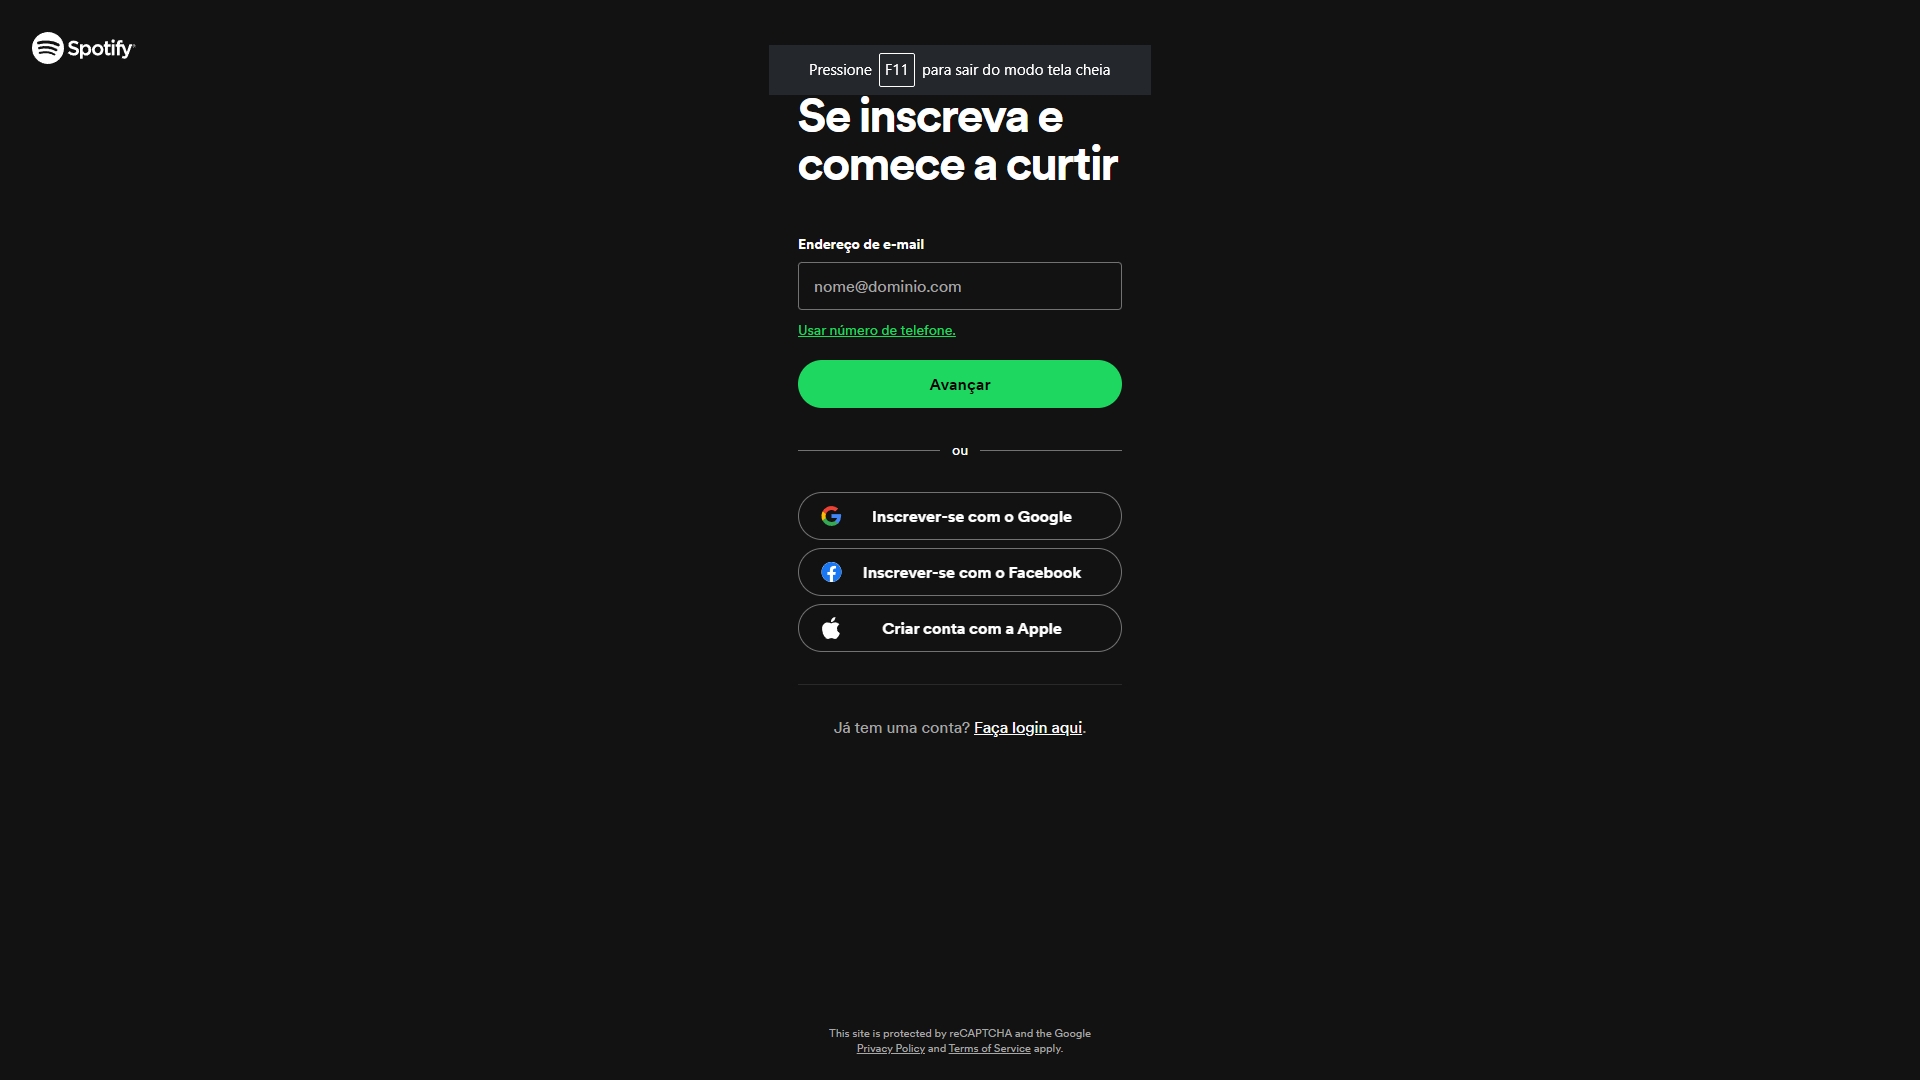 Spotify
Pressione F11 para sair do modo tela cheia
Se inscreva e
comece a curtir
Endereço de e-mail
nome@dominio.com
Usar número de telefone.
Avançar
ou
Inscrever-se com o Google
Inscrever-se com o Facebook
Criar conta com a Apple
Já tem uma conta? Faça login aqui.
This site is protected by reCAPTCHA and the Google
Privacy Policy and Terms of Service apply.